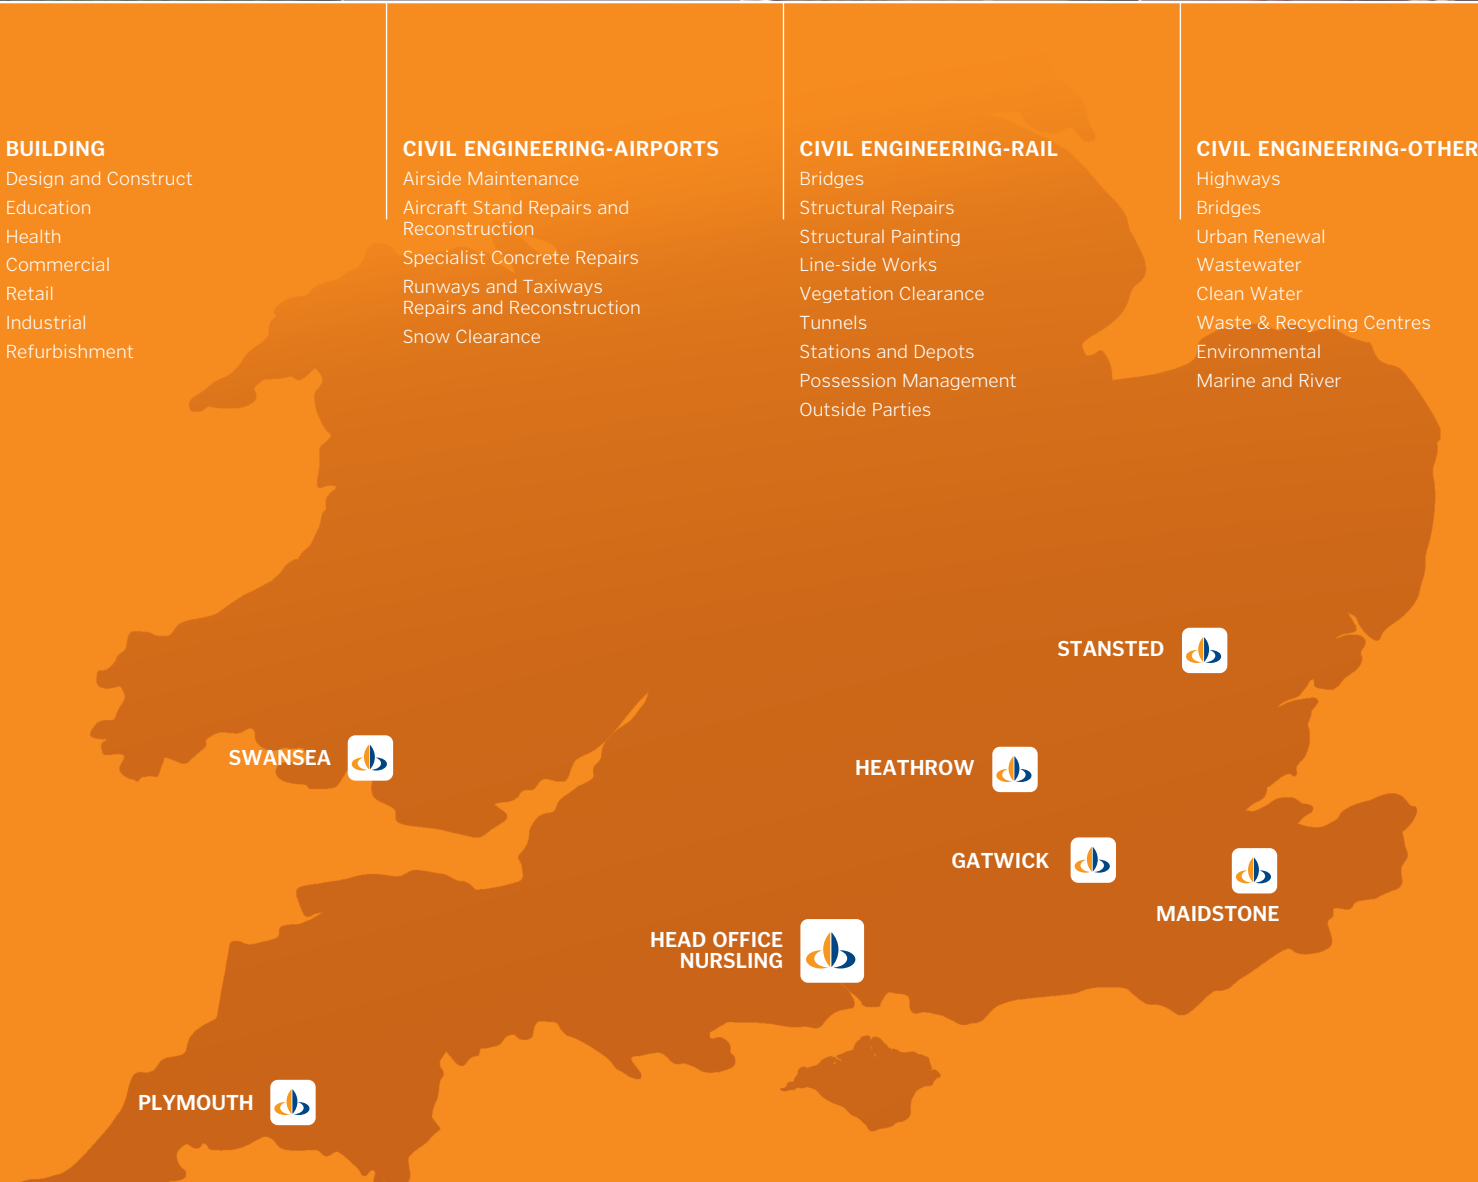 BUILDING
Design and Construct
Education
Health
Commercial
Retail
Industrial
Refurbishment
CIVIL ENGINEERING-AIRPORTS
Airside Maintenance
Aircraft Stand Repairs and
Reconstruction
Specialist Concrete Repairs
Runways and Taxiways
Repairs and Reconstruction
Snow Clearance
CIVIL ENGINEERING-RAIL
Bridges
Structural Repairs
Structural Painting
Line-side Works
Vegetation Clearance
Tunnels
Stations and Depots
Possession Management
Outside Parties
CIVIL ENGINEERING-OTHER
Highways
Bridges
Urban Renewal
Wastewater
Clean Water
Waste & Recycling Centres
Environmental
Marine and River
STANSTED
SWANSEA
HEATHROW
GATWICK
MAIDSTONE
HEAD OFFICE
NURSLING
PLYMOUTH